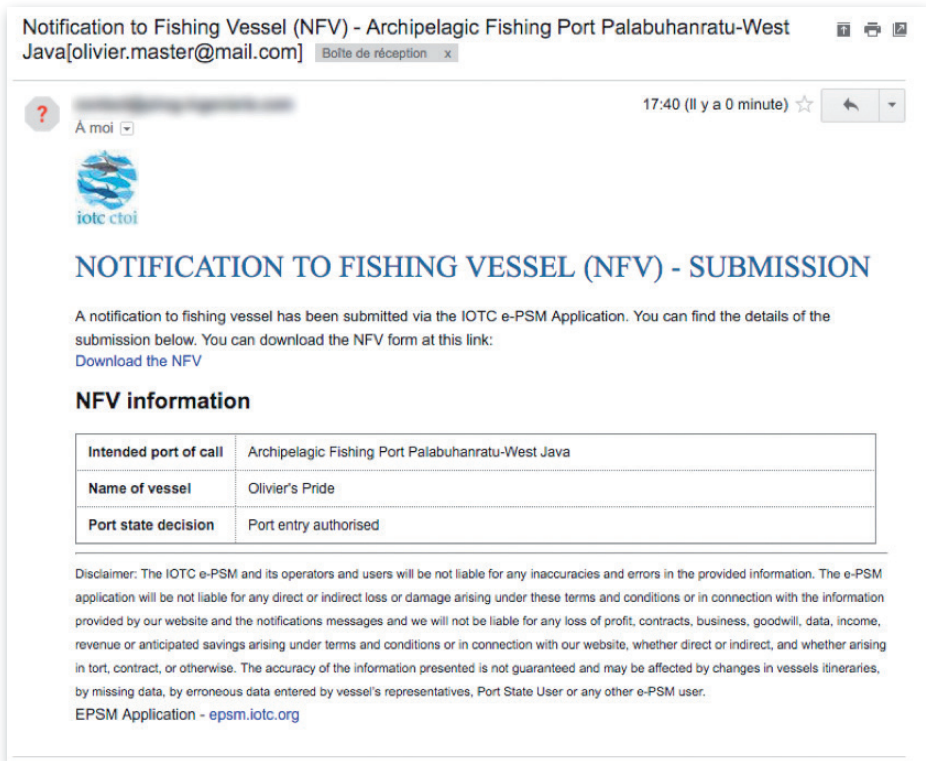 Notification to Fishing Vessel (NFV) - Archipelagic Fishing Port Palabuhanratu-West
Java[olivier.master@mail.com] Boîte de réception x
17:40 (Il y a 0 minute)
?
À moi
iotc ctoi
NOTIFICATION TO FISHING VESSEL (NFV) - SUBMISSION
A notification to fishing vessel has been submitted via the IOTC e-PSM Application. You can find the details of the
submission below. You can download the NFV form at this link:
Download the NFV
NFV information
Intended port of call Archipelagic Fishing Port Palabuhanratu-West Java
Name of vessel Olivier's Pride
Port state decision Port entry authorised
Disclaimer: The IOTC e-PSM and its operators and users will be not liable for any inaccuracies and errors in the provided information. The e-PSM
application will be not liable for any direct or indirect loss or damage arising under these terms and conditions or in connection with the information
provided by our website and the notifications messages and we will not be liable for any loss of profit, contracts, business, goodwill, data, income,
revenue or anticipated savings arising under terms and conditions or in connection with our website, whether direct or indirect, and whether arising
in tort, contract, or otherwise. The accuracy of the information presented is not guaranteed and may be affected by changes in vessels itineraries,
by missing data, by erroneous data entered by vessel's representatives, Port State User or any other e-PSM user.
EPSM Application - epsm.iotc.org